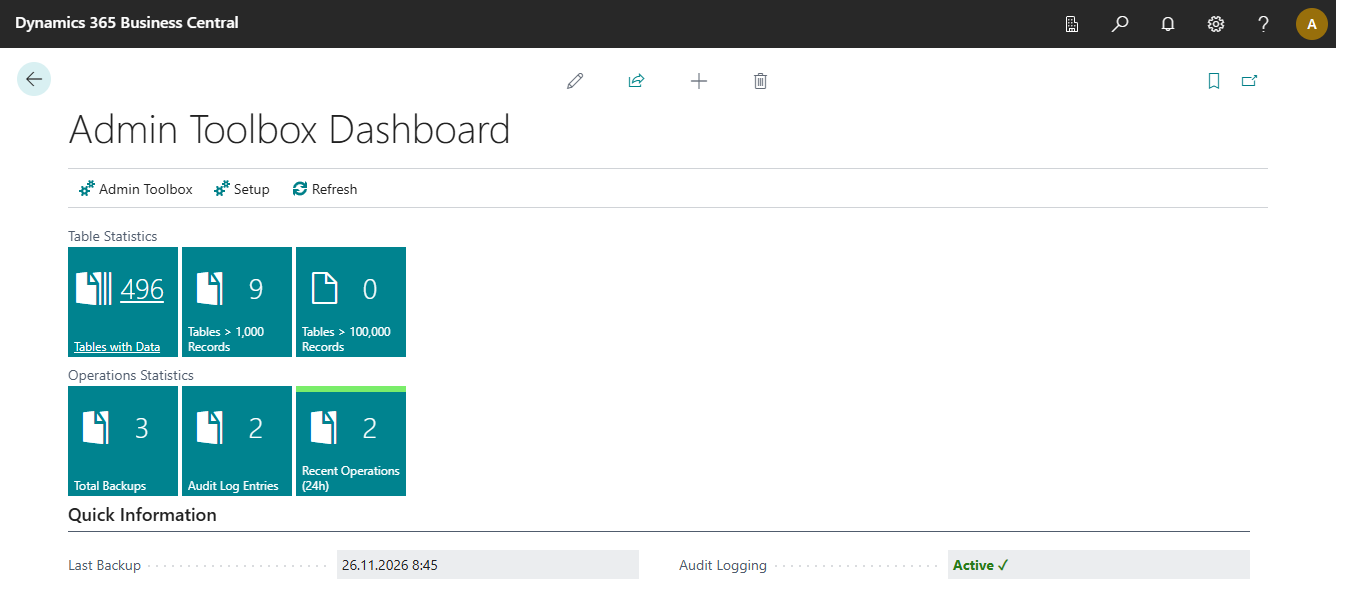 Dynamics 365 Business Central
?
A
Admin Toolbox Dashboard
Admin Toolbox Setup Refresh
Table Statistics
496
Tables with Data
9
Tables > 1,000
Records
0
Tables > 100,000
Records
Operations Statistics
3
Total Backups
2
Audit Log Entries
2
Recent Operations
(24h)
Quick Information
Last Backup 26.11.2026 8:45
Audit Logging Active ✓